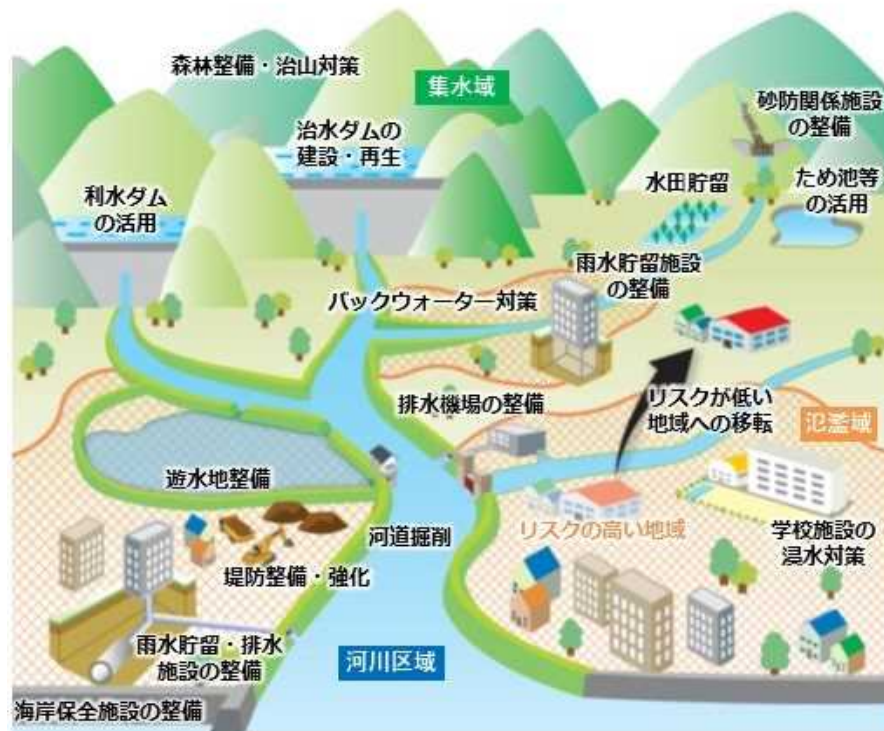 森林整備・治山対策
集水域
砂防関係施設
の整備
治水ダムの
建設・再生
水田貯留
ため池等
の活用
利水ダム
の活用
雨水貯留施設
の整備
バックウォーター対策
排水機場の整備
リスクが低い
地域への移転
氾濫域
遊水地整備
リスクの高い地域
学校施設の
浸水対策
河道掘削
堤防整備・強化
雨水貯留・排水
施設の整備
河川区域
海岸保全施設の整備